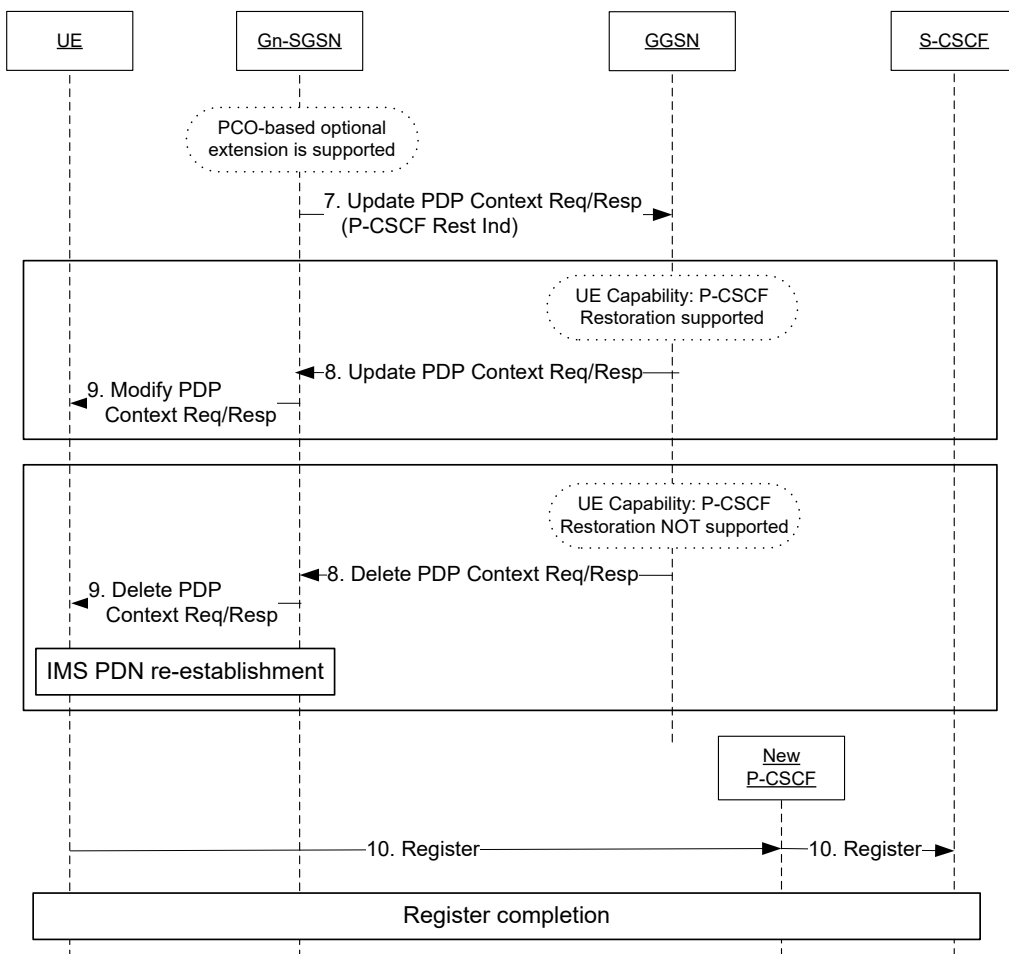 UE
Gn-SGSN
GGSN
S-CSCF
PCO-based optional
extension is supported
7. Update PDP Context Req/Resp
(P-CSCF Rest Ind)
UE Capability: P-CSCF
Restoration supported
8. Update PDP Context Req/Resp
9. Modify PDP
Context Req/Resp
UE Capability: P-CSCF
Restoration NOT supported
8. Delete PDP Context Req/Resp
9. Delete PDP
Context Req/Resp
IMS PDN re-establishment
New
P-CSCF
10. Register
10. Register
Register completion